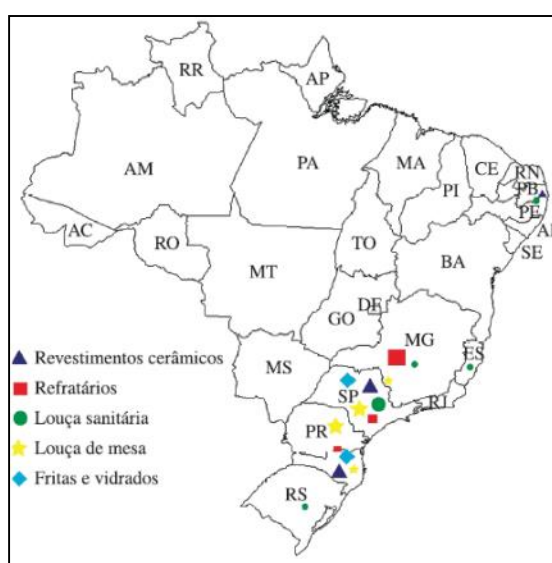 RR
AP
AM
PA
MA
CE
RN
PB
PE
PI
AC
RO
TO
SE
MT
BA
DF
GO
MG
ES
MS
SP
RJ
PR
RS
Revestimentos cerâmicos
Refratários
Louça sanitária
Louça de mesa
Fritas e vidrados